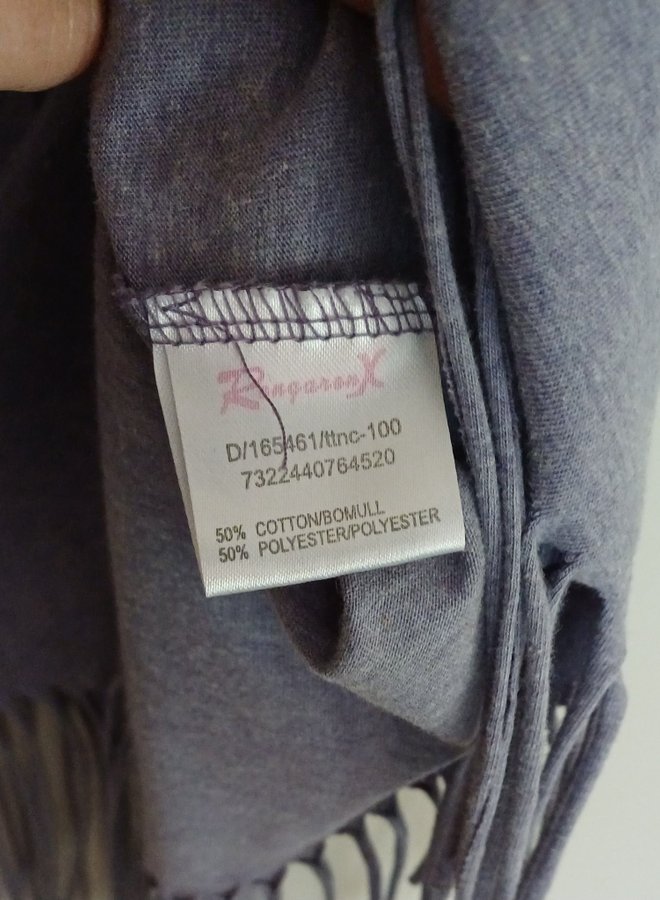 D/165461/ttnc-100
7322440764520
50% COTTON/BOMULL
50% POLYESTER/POLYESTER